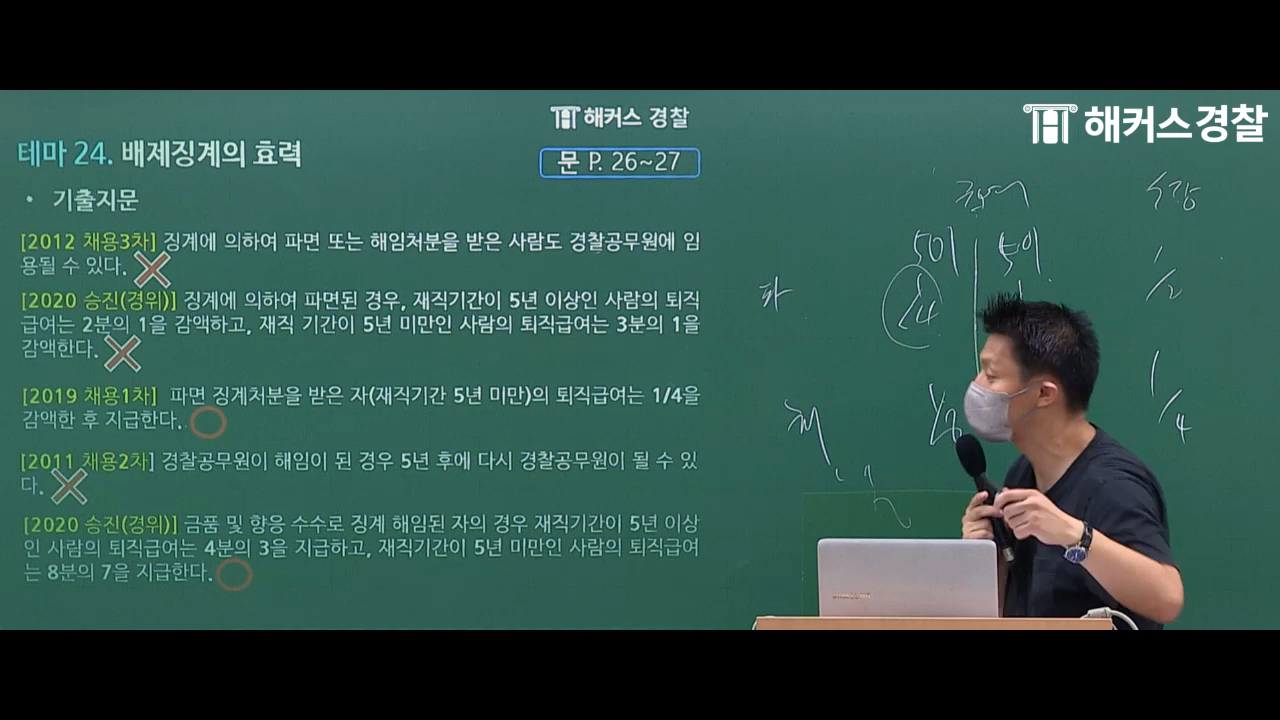 해커스 경찰
해커스경찰
테마 24. 배제징계의 효력
문 P. 26~27
• 기출지문
[2012 채용3차] 징계에 의하여 파면 또는 해임처분을 받은 사람도 경찰공무원에 임
용될 수 있다.
[2020 승진(경위)] 징계에 의하여 파면된 경우, 재직기간이 5년 이상인 사람의 퇴직
급여는 2분의 1을 감액하고, 재직 기간이 5년 미만인 사람의 퇴직급여는 3분의 1을
감액한다.
[2019 채용1차] 파면 징계처분을 받은 자(재직기간 5년 미만)의 퇴직급여는 1/4을
감액한 후 지급한다.
[2011 채용2차] 경찰공무원이 해임이 된 경우 5년 후에 다시 경찰공무원이 될 수 있
다.
[2020 승진(경위)] 금품 및 향응 수수로 징계 해임된 자의 경우 재직기간이 5년 이상
인 사람의 퇴직급여는 4분의 3을 지급하고, 재직기간이 5년 미만인 사람의 퇴직급여
는 8분의 7을 지급한다.
수당
5이 5이
파
1/2
1/4